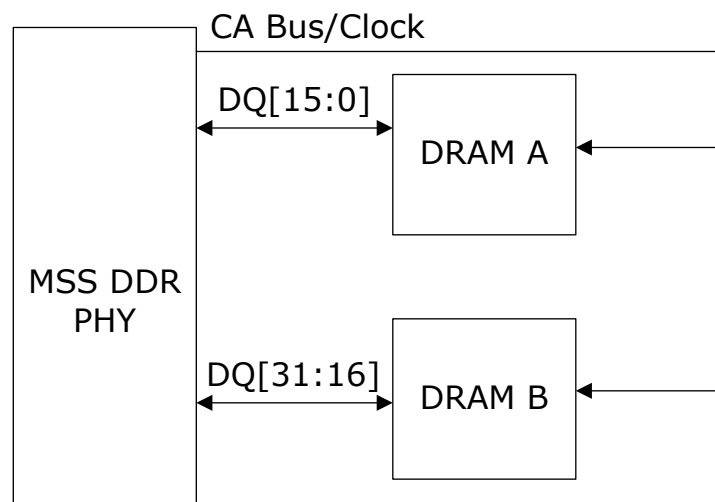 CA Bus/Clock
DQ[15:0]
DRAM A
MSS DDR
PHY
DQ[31:16]
DRAM B